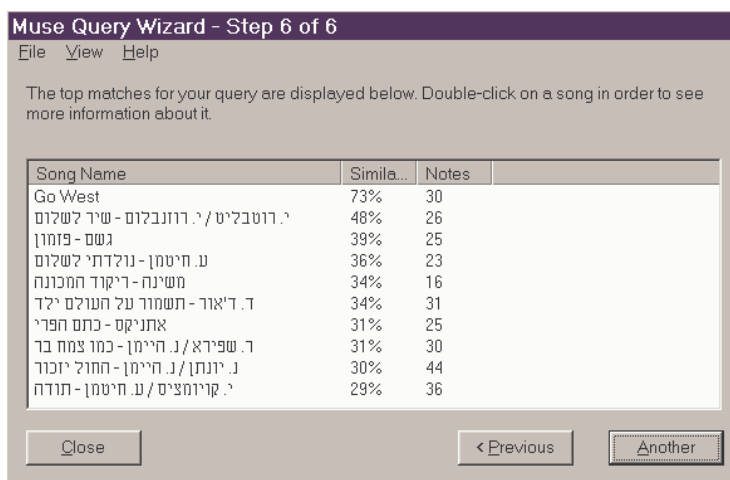 Muse Query Wizard - Step 6 of 6
File View Help
The top matches for your query are displayed below. Double-click on a song in order to see
more information about it.
Song Name Simila... Notes
Go West 73% 30
י. רוטבליט / י. רוזנבלום - שיר לשלום 48% 26
גשם - פזמון 39% 25
ע. חיטמן - נולדתי לשלום 36% 23
משינה - ריקוד המכונה 34% 16
ד. ד'אור - תשמור על העולם ילד 34% 31
אתניקס - כתם הפרי 31% 25
ר. שפירא / נ. היימן - כמו צמח בר 31% 30
נ. יונתן / נ. היימן - החול יזכור 30% 44
י. קויומציס / ע. חיטמן - תודה 29% 36
Close < Previous Another